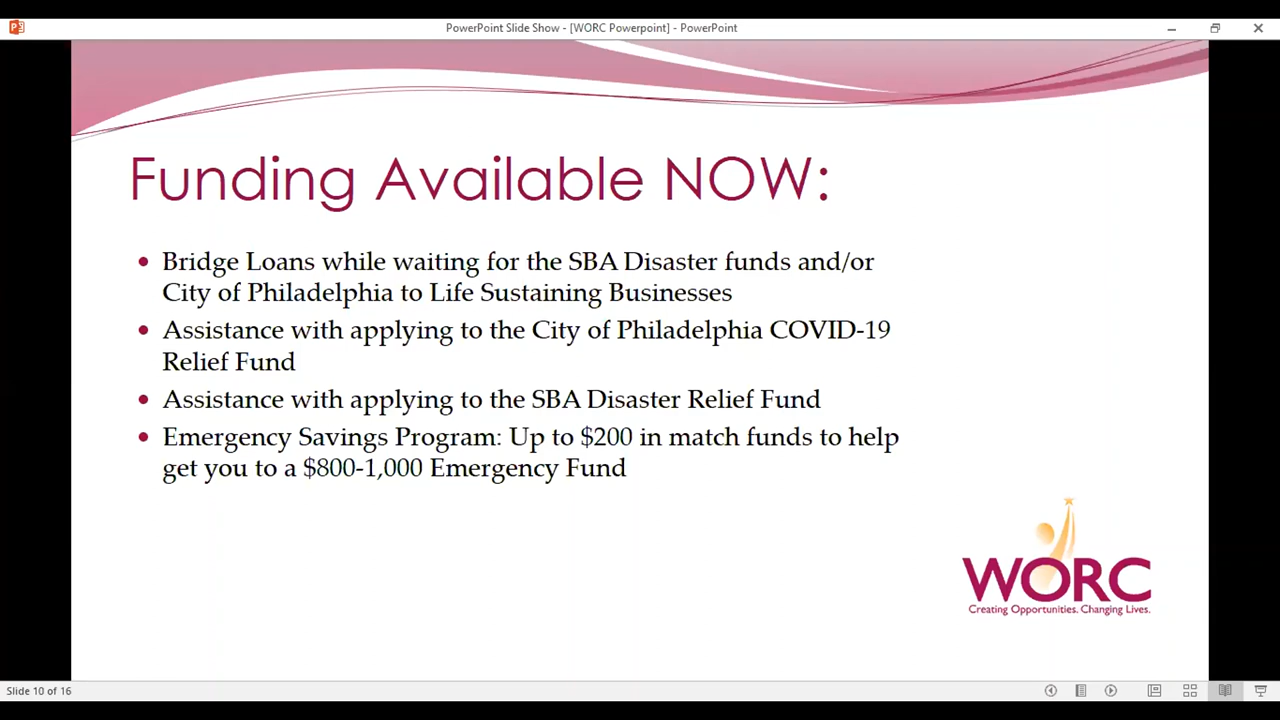 PowerPoint Slide Show - [WORC Powerpoint] - PowerPoint
Funding Available NOW:
• Bridge Loans while waiting for the SBA Disaster funds and/or
City of Philadelphia to Life Sustaining Businesses
• Assistance with applying to the City of Philadelphia COVID-19
Relief Fund
• Assistance with applying to the SBA Disaster Relief Fund
• Emergency Savings Program: Up to $200 in match funds to help
get you to a $800-1,000 Emergency Fund
WORC
Creating Opportunities. Changing Lives.
Slide 10 of 16